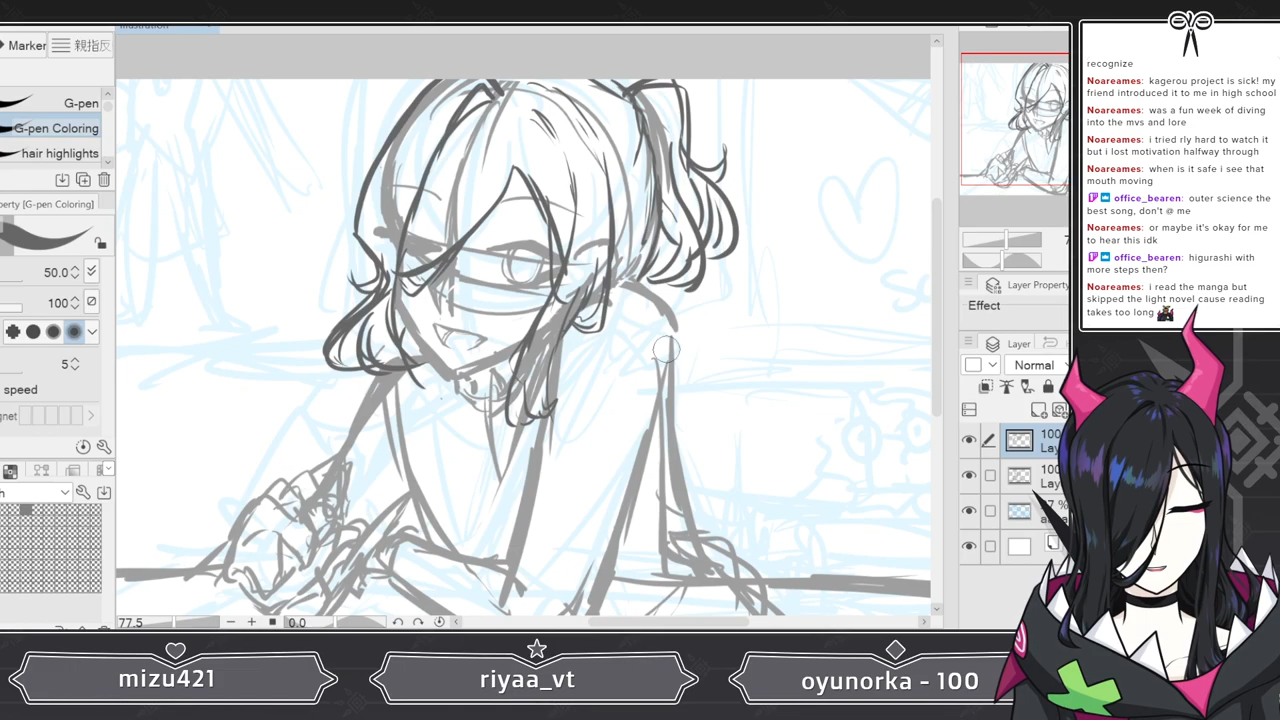 Illustration
Marker
親指反
G-pen
G-pen Coloring
hair highlights
perty [G-pen Coloring]
50.0
100
5
speed
gnet
77.5
0.0
Layer Property
Effect
Layer
Normal
100
Lay
100
Lay
recognize
Noareames: kagerou project is sick! my
friend introduced it to me in high school
Noareames: was a fun week of diving
into the mvs and lore
Noareames: i tried rly hard to watch it
but i lost motivation halfway through
Noareames: when is it safe i see that
mouth moving
office_bearen: outer science the
best song, don't @ me
Noareames: or maybe it's okay for me
to hear this idk
office_bearen: higurashi with
more steps then?
Noareames: i read the manga but
skipped the light novel cause reading
takes too long
mizu421
riyaa_vt
oyunorka - 100